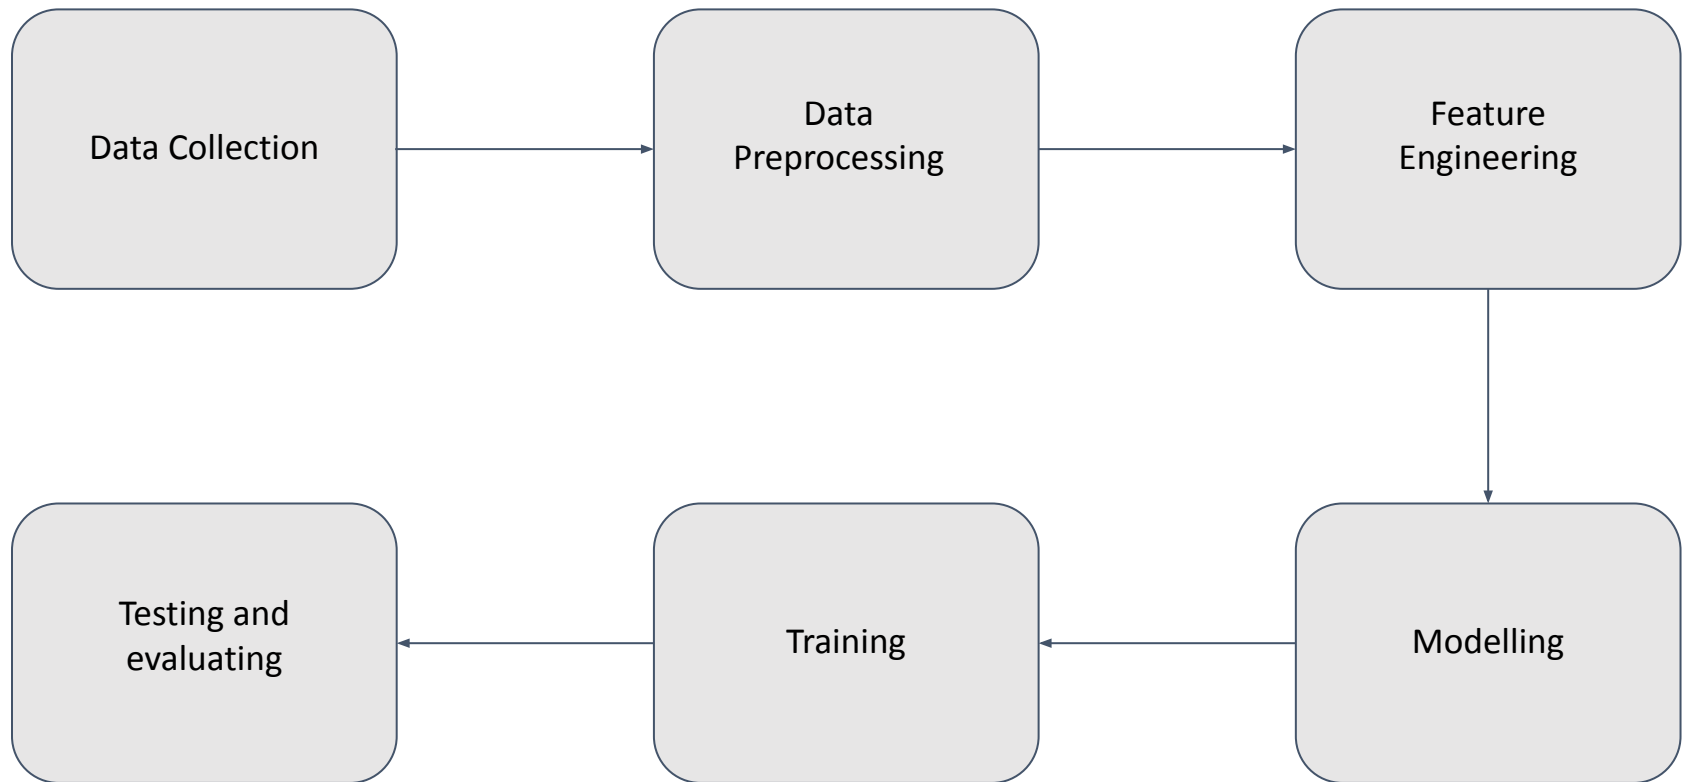 Data Collection
Data
Preprocessing
Feature
Engineering
Modelling
Training
Testing and
evaluating